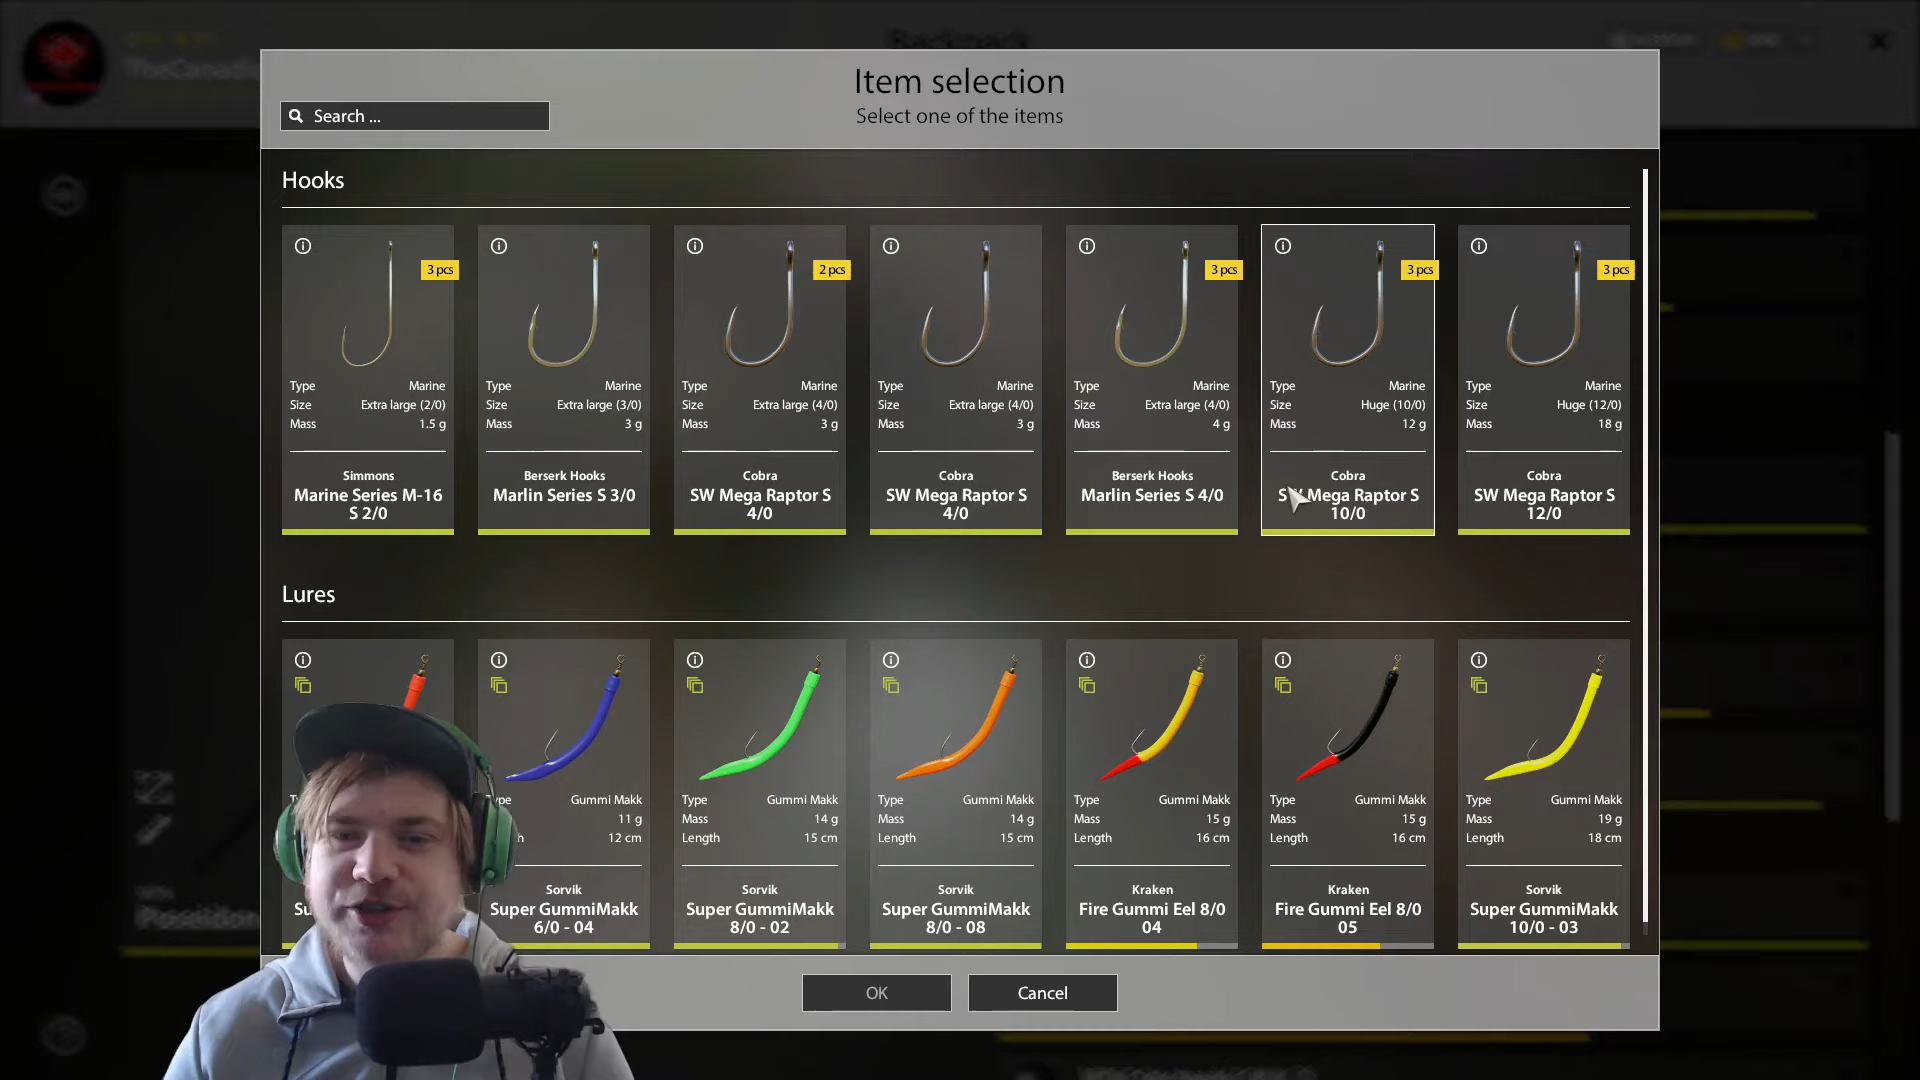 Item selection
Search ...
Select one of the items
Hooks
3 pcs
2 pcs
3 pcs
3 pcs
3 pcs
Type Marine
Size Extra large (2/0)
Mass 1.5 g
Simmons
Marine Series M-16
S 2/0
Type Marine
Size Extra large (3/0)
Mass 3 g
Berserk Hooks
Marlin Series S 3/0
Type Marine
Size Extra large (4/0)
Mass 3 g
Cobra
SW Mega Raptor S
4/0
Type Marine
Size Extra large (4/0)
Mass 3 g
Cobra
SW Mega Raptor S
4/0
Type Marine
Size Extra large (4/0)
Mass 4 g
Berserk Hooks
Marlin Series S 4/0
Type Marine
Size Huge (10/0)
Mass 12 g
Cobra
SW Mega Raptor S
10/0
Type Marine
Size Huge (12/0)
Mass 18 g
Cobra
SW Mega Raptor S
12/0
Lures
Gummi Makk
11 g
12 cm
Sorvik
Super GummiMakk
6/0 - 04
Type Gummi Makk
Mass 14 g
Length 15 cm
Sorvik
Super GummiMakk
8/0 - 02
Type Gummi Makk
Mass 14 g
Length 15 cm
Sorvik
Super GummiMakk
8/0 - 08
Type Gummi Makk
Mass 15 g
Length 16 cm
Kraken
Fire Gummi Eel 8/0
04
Type Gummi Makk
Mass 15 g
Length 16 cm
Kraken
Fire Gummi Eel 8/0
05
Type Gummi Makk
Mass 19 g
Length 18 cm
Sorvik
Super GummiMakk
10/0 - 03
OK
Cancel